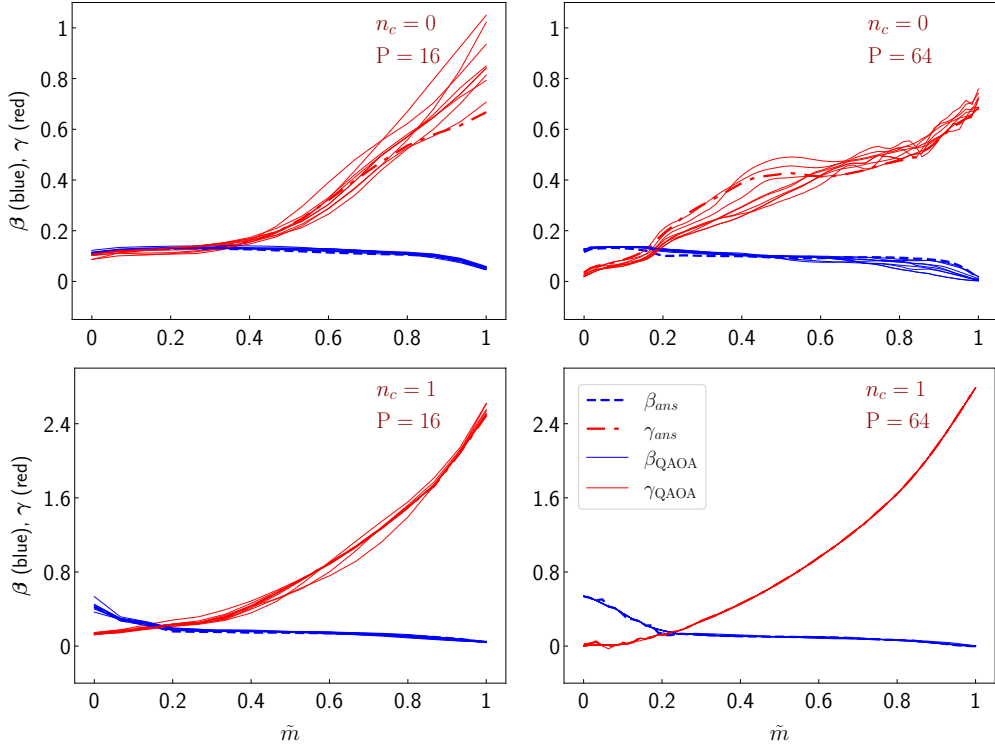 β (blue), γ (red)
1
0.8
0.6
0.4
0.2
0
n_c = 0
P = 16
0 0.2 0.4 0.6 0.8 1
1
0.8
0.6
0.4
0.2
0
n_c = 0
P = 64
0 0.2 0.4 0.6 0.8 1
β (blue), γ (red)
2.4
1.6
0.8
0
n_c = 1
P = 16
0 0.2 0.4 0.6 0.8 1
m̃
2.4
1.6
0.8
0
β_ans
γ_ans
β_QAOA
γ_QAOA
n_c = 1
P = 64
0 0.2 0.4 0.6 0.8 1
m̃